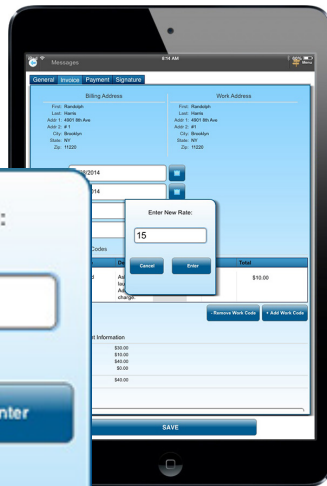 Messages
8:14 AM
Menu
General Invoice Payment Signature
Billing Address
Work Address
First: Randolph
Last: Harris
Addr 1: 4901 8th Ave
Addr 2: #1
City: Brooklyn
State: NY
Zip: 11220
First: Randolph
Last: Harris
Addr 1: 4901 8th Ave
Addr 2: #1
City: Brooklyn
State: NY
Zip: 11220
/2014
2014
Enter New Rate:
15
Cancel
Enter
Codes
Total
$10.00
charge.
- Remove Work Code
+ Add Work Code
Information
$30.00
$10.00
$40.00
$0.00
$40.00
SAVE
:
nter